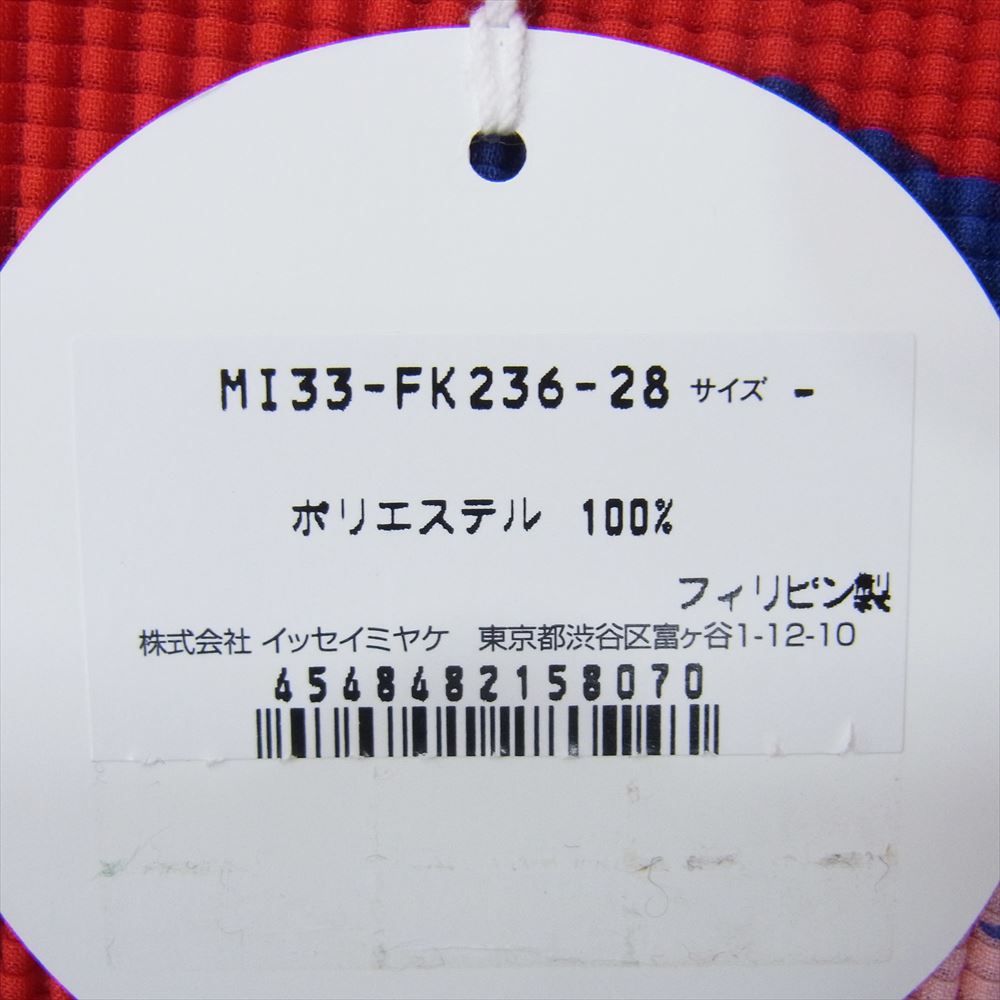 MI33-FK236-28 サイズ -
ポリエステル 100%
フィリピン製
株式会社 イッセイミヤケ 東京都渋谷区富ヶ谷1-12-10
4548482158070